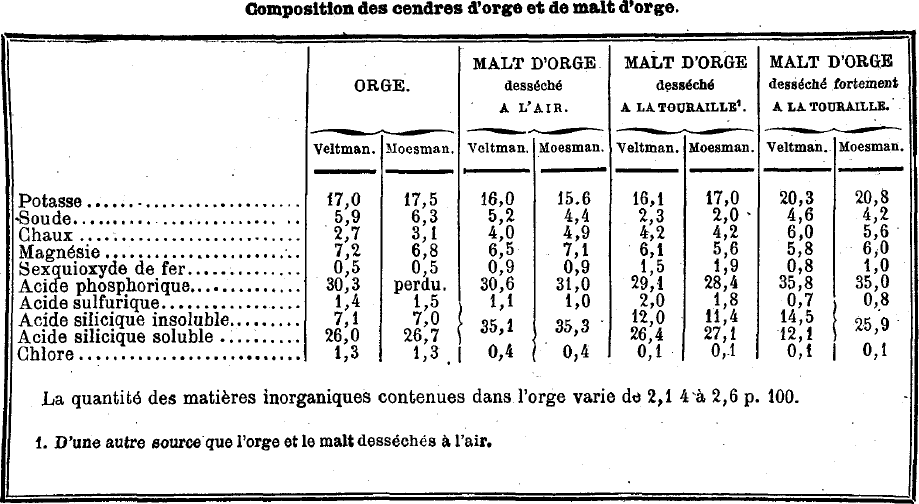 Composition des cendres d'orge et de malt d'orge.
ORGE. MALT D'ORGE desséché A L'AIR. MALT D'ORGE desséché A LA TOURAILLE¹. MALT D'ORGE desséché fortement A LA TOURAILLE.
Veltman. Moesman. Veltman. Moesman. Veltman. Moesman. Veltman. Moesman.
Potasse 17,0 17,5 16,0 15.6 16,1 17,0 20,3 20,8
Soude 5,9 6,3 5,2 4,4 2,3 2,0 4,6 4,2
Chaux 2,7 3,1 4,0 4,9 4,2 4,2 6,0 5,6
Magnésie 7,2 6,8 6,5 7,1 6,1 5,6 5,8 6,0
Sexquioxyde de fer 0,5 0,5 0,9 0,9 1,5 1,9 0,8 1,0
Acide phosphorique 30,3 perdu. 30,6 31,0 29,1 28,4 35,8 35,0
Acide sulfurique 1,4 1,5 1,1 1,0 2,0 1,8 0,7 0,8
Acide silicique insoluble 7,1 7,0 35,1 35,3 12,0 11,4 14,5 25,9
Acide silicique soluble 26,0 26,7 26,4 27,1 12,1
Chlore 1,3 1,3 0,4 0,4 0,1 0,1 0,1 0,1
La quantité des matières inorganiques contenues dans l'orge varie de 2,1 4 à 2,6 p. 100.
1. D'une autre source que l'orge et le malt desséchés à l'air.